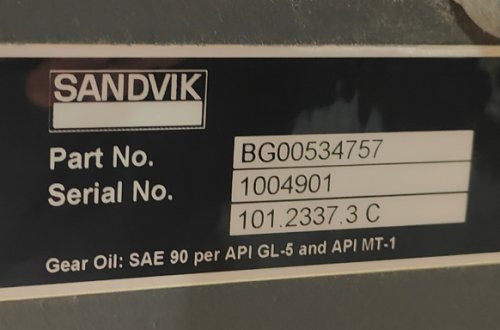 SANDVIK
Part No. BG00534757
Serial No. 1004901
101.2337.3 C
Gear Oil: SAE 90 per API GL-5 and API MT-1